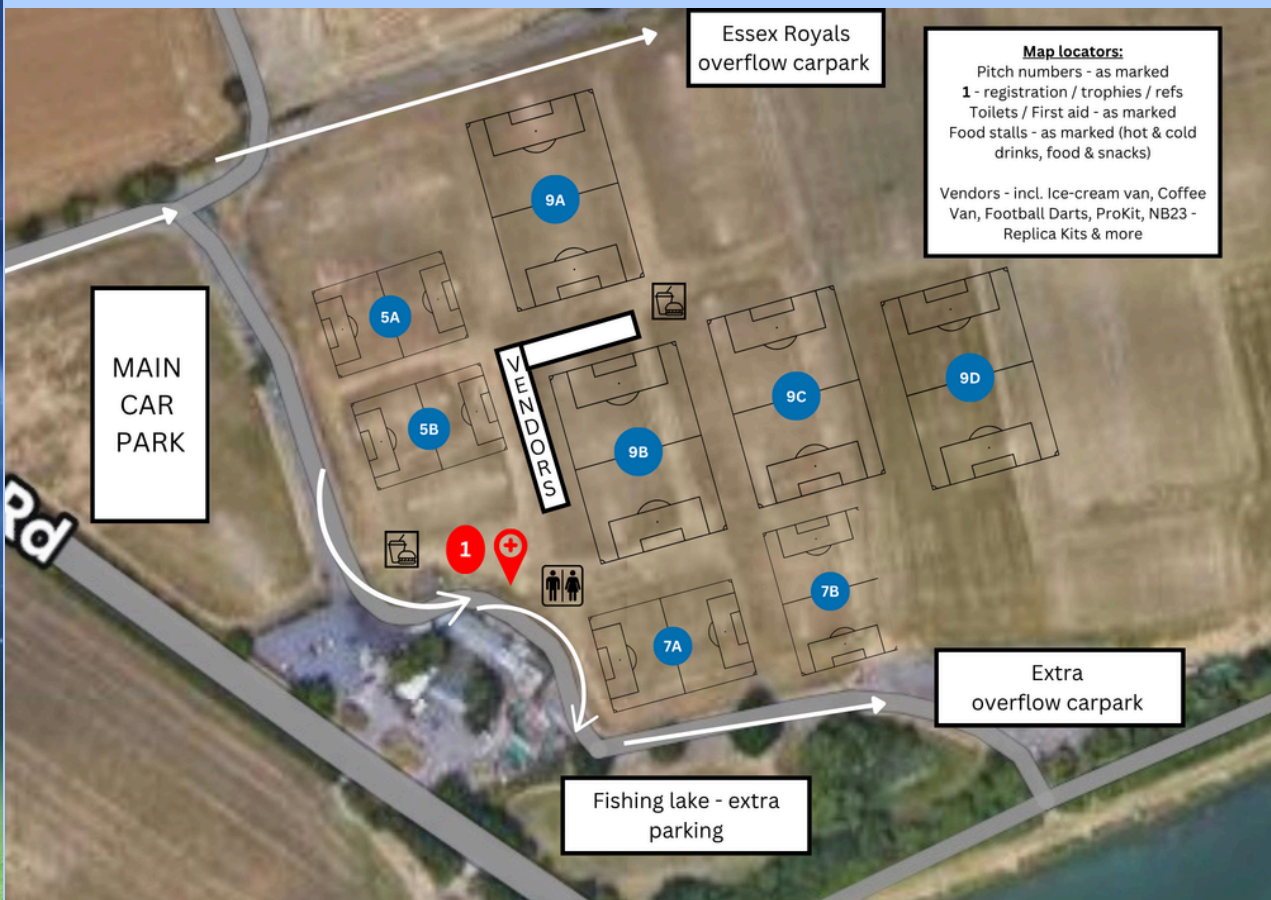 Essex Royals
overflow carpark
Map locators:
Pitch numbers - as marked
1 - registration / trophies / refs
Toilets / First aid - as marked
Food stalls - as marked (hot & cold
drinks, food & snacks)
Vendors - incl. Ice-cream van, Coffee
Van, Football Darts, ProKit, NB23 -
Replica Kits & more
9A
5A
MAIN
CAR
PARK
VENDORS
9C
9D
5B
9B
Rd
1
7B
7A
Extra
overflow carpark
Fishing lake - extra
parking